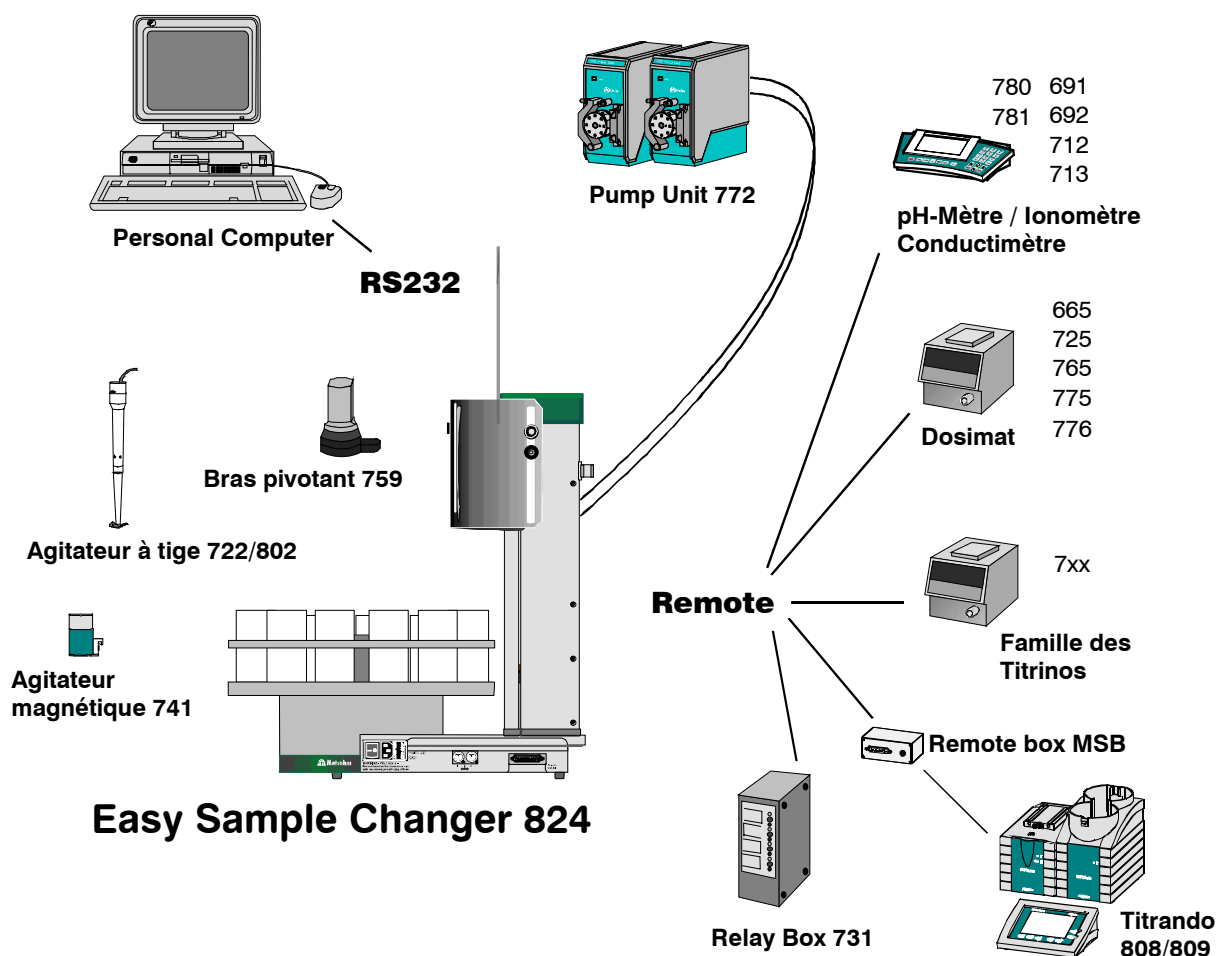 780 691
781 692
712
713
Pump Unit 772
pH-Mètre / Ionomètre
Conductimètre
Personal Computer
RS232
665
725
765
775
776
Dosimat
Bras pivotant 759
Agitateur à tige 722/802
7xx
Remote
Famille des
Titrinos
Agitateur
magnétique 741
Remote box MSB
Metrohm
Easy Sample Changer 824
Relay Box 731
Titrando
808/809